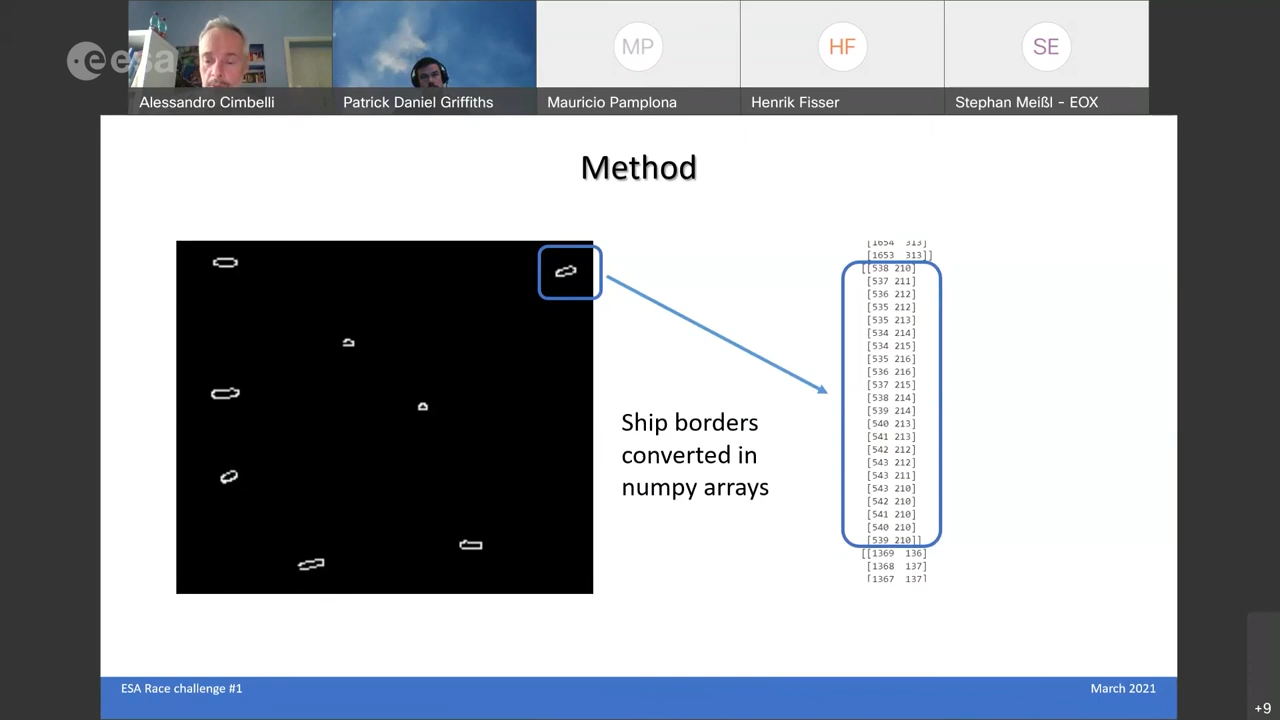 esa
Alessandro Cimbelli
Patrick Daniel Griffiths
MP
Mauricio Pamplona
HF
Henrik Fisser
SE
Stephan Meißl - EOX
Method
Ship borders
converted in
numpy arrays
[1654 313]
[1653 313]]
[[538 210]
[537 211]
[536 212]
[535 212]
[535 213]
[534 214]
[534 215]
[535 216]
[536 216]
[537 215]
[538 214]
[539 214]
[540 213]
[541 213]
[542 212]
[543 212]
[543 211]
[543 210]
[542 210]
[541 210]
[540 210]
[539 210]]
[[1369 136]
[1368 137]
[1367 137]
ESA Race challenge #1
March 2021
+9